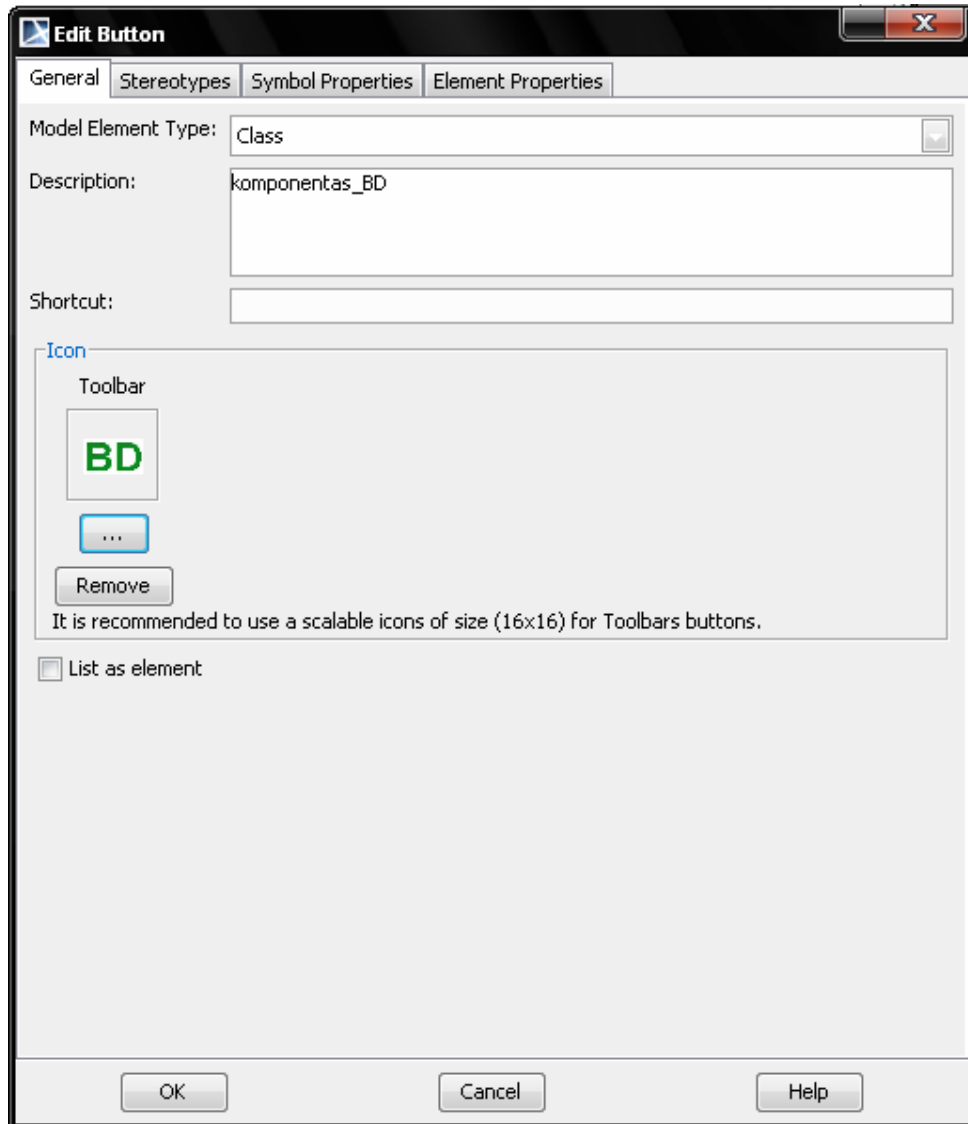 Edit Button
General Stereotypes Symbol Properties Element Properties
Model Element Type: Class
Description: komponentas_BD
Shortcut:
Icon
Toolbar
BD
...
Remove
It is recommended to use a scalable icons of size (16x16) for Toolbars buttons.
List as element
OK Cancel Help